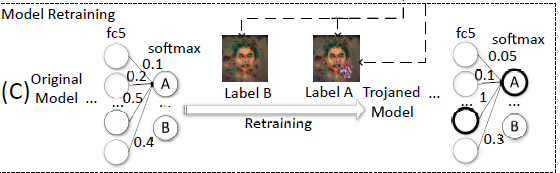 Model Retraining
fc5
softmax
0.1
0.2
0.5
...
0.4
A
...
B
(C)
Original
Model ...
Label B
Label A
Retraining
Trojaned
Model
...
fc5
softmax
0.05
0.1
1
...
0.3
A
...
B